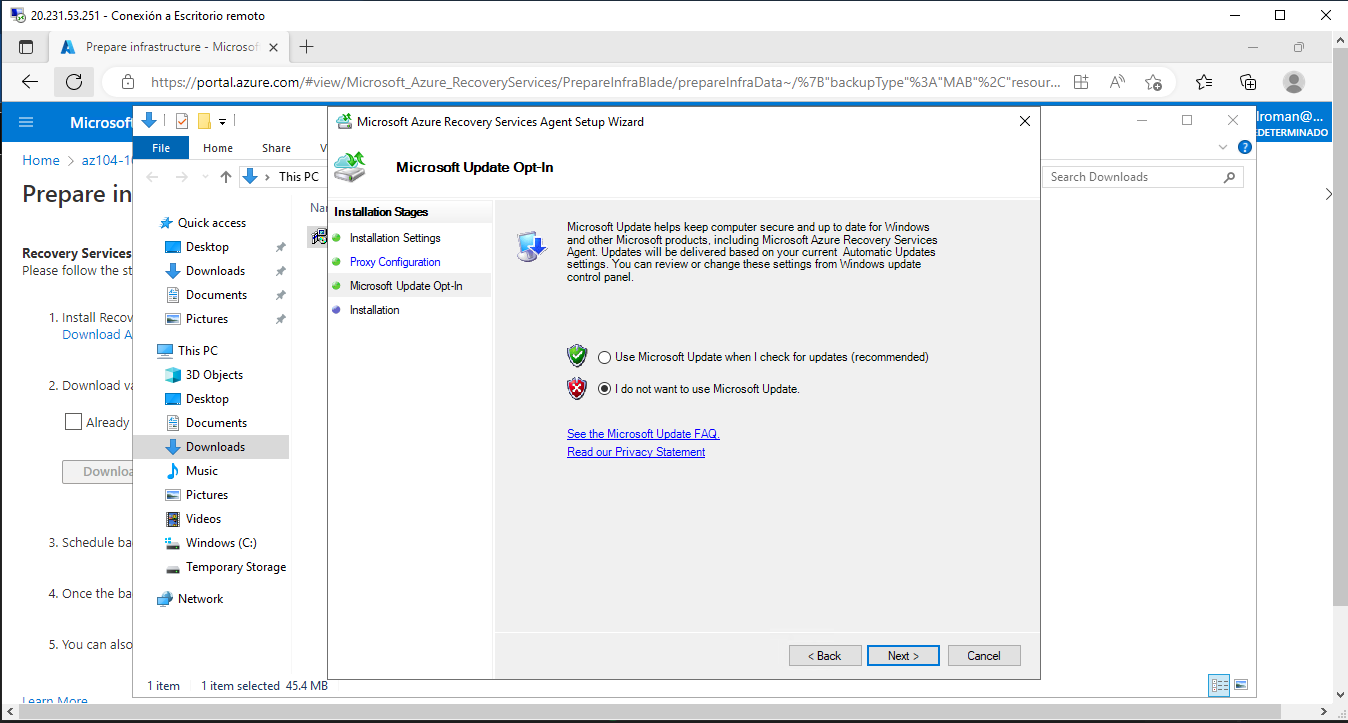 20.231.53.251 - Conexión a Escritorio remoto
Prepare infrastructure - Microsof
https://portal.azure.com/#view/Microsoft_Azure_RecoveryServices/PrepareInfraBlade/prepareInfraData~/%7B"backupType"%3A"MAB"%2C"resour...
Microsoft
lroman@...
EDETERMINADO
Home > az104-10
Prepare in
Recovery Services
Please follow the st
1. Install Recov
Download A
2. Download va
Already
Downloa
3. Schedule ba
4. Once the ba
5. You can also
Learn More
File
Home
Share
V
This PC
Search Downloads
Nar
Quick access
Desktop
Downloads
Documents
Pictures
This PC
3D Objects
Desktop
Documents
Downloads
Music
Pictures
Videos
Windows (C:)
Temporary Storage
Network
1 item
1 item selected 45.4 MB
Microsoft Azure Recovery Services Agent Setup Wizard
Microsoft Update Opt-In
Installation Stages
Installation Settings
Proxy Configuration
Microsoft Update Opt-In
Installation
Microsoft Update helps keep computer secure and up to date for Windows
and other Microsoft products, including Microsoft Azure Recovery Services
Agent. Updates will be delivered based on your current Automatic Updates
settings. You can review or change these settings from Windows update
control panel.
Use Microsoft Update when I check for updates (recommended)
I do not want to use Microsoft Update.
See the Microsoft Update FAQ.
Read our Privacy Statement
< Back
Next >
Cancel